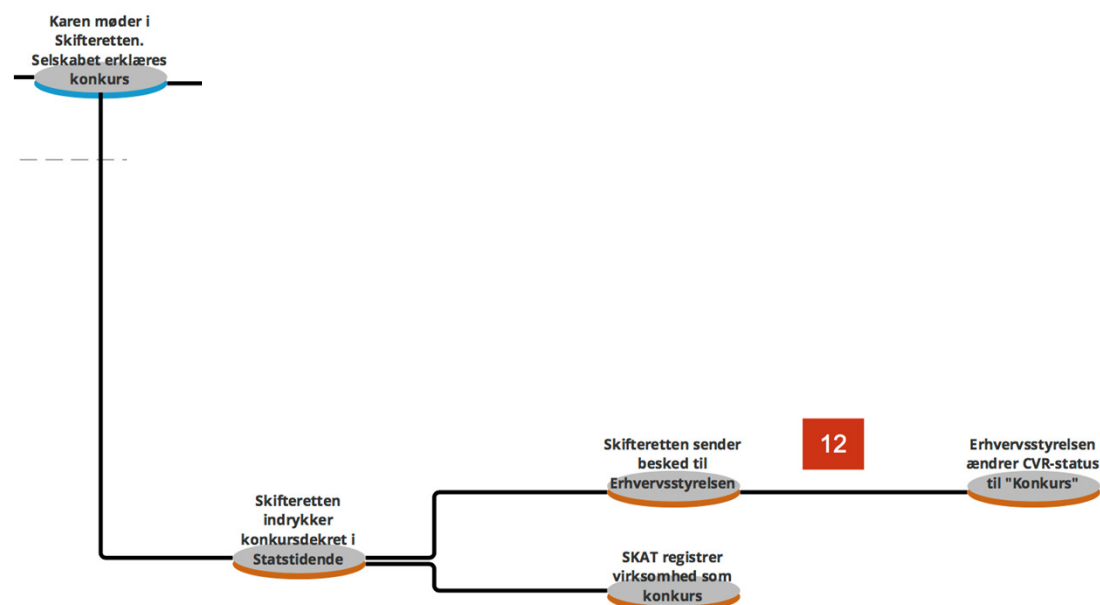 Karen møder i
Skifteretten.
Selskabet erklæres
konkurs
12
Skifteretten sender
besked til
Erhvervsstyrelsen
Erhvervsstyrelsen
ændrer CVR-status
til "Konkurs"
Skifteretten
indrykker
konkursdekret i
Statstidende
SKAT registrer
virksomhed som
konkurs